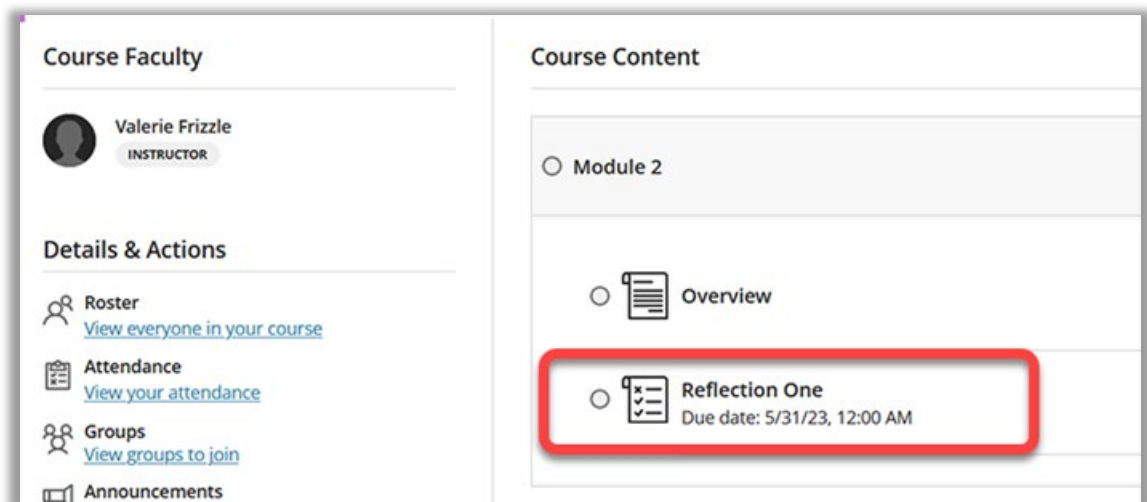 Course Faculty
Valerie Frizzle
INSTRUCTOR
Details & Actions
Roster
View everyone in your course
Attendance
View your attendance
Groups
View groups to join
Announcements
Course Content
Module 2
Overview
Reflection One
Due date: 5/31/23, 12:00 AM